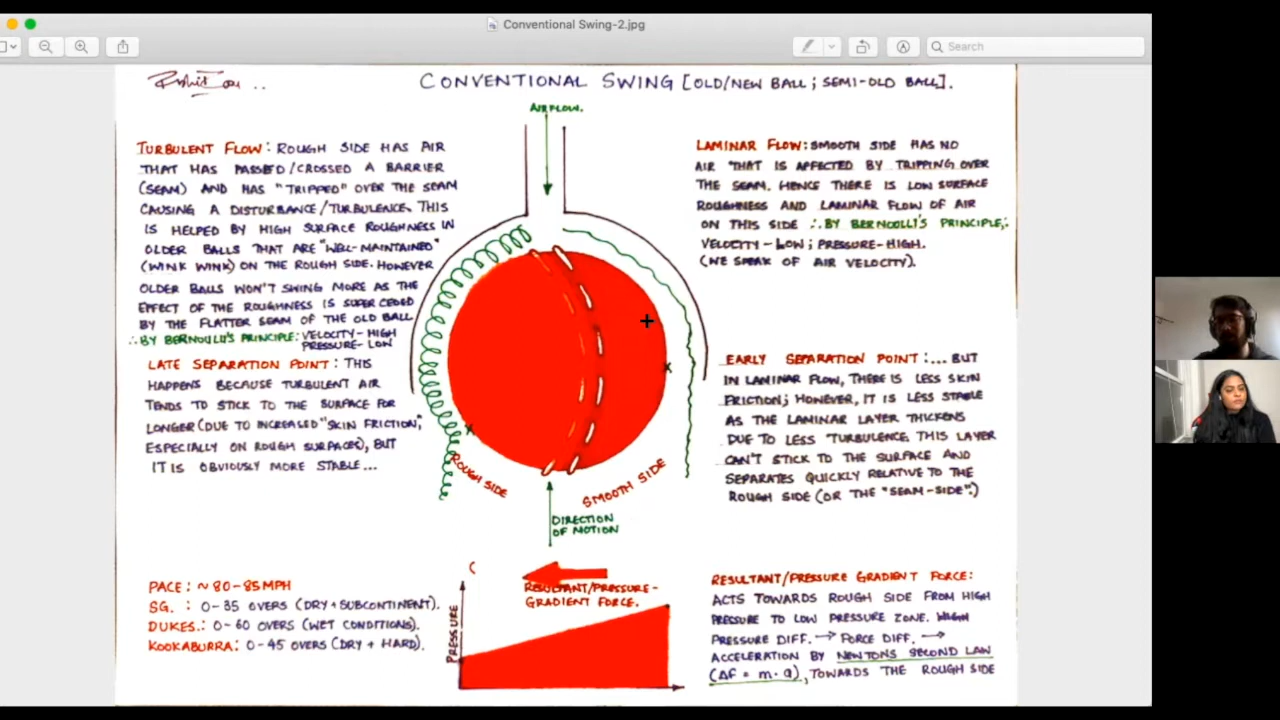 Conventional Swing-2.jpg
Search
CONVENTIONAL SWING [OLD/NEW BALL; SEMI-OLD BALL].
AIRFLOW.
TURBULENT FLOW: ROUGH SIDE HAS AIR
THAT HAS PASSED/CROSSED A BARRIER
(SEAM) AND HAS "TRIPPED" OVER THE SEAM
CAUSING A DISTURBANCE/TURBULENCE. THIS
IS HELPED BY HIGH SURFACE ROUGHNESS IN
OLDER BALLS THAT ARE "WELL-MAINTAINED"
(WINK WINK) ON THE ROUGH SIDE. HOWEVER
OLDER BALLS WON'T SWING MORE AS THE
EFFECT OF THE ROUGHNESS IS SUPER CEDED
BY THE FLATTER SEAM OF THE OLD BALL
∴ BY BERNOULLI'S PRINCIPLE: VELOCITY - HIGH
PRESSURE - LOW
LATE SEPARATION POINT: THIS
HAPPENS BECAUSE TURBULENT AIR
TENDS TO STICK TO THE SURFACE FOR
LONGER (DUE TO INCREASED "SKIN FRICTION,"
ESPECIALLY ON ROUGH SURFACES), BUT
IT IS OBVIOUSLY MORE STABLE...
LAMINAR FLOW: SMOOTH SIDE HAS NO
AIR THAT IS AFFECTED BY TRIPPING OVER
THE SEAM. HENCE THERE IS LOW SURFACE
ROUGHNESS AND LAMINAR FLOW OF AIR
ON THIS SIDE ∴ BY BERNOOLLI'S PRINCIPLE,:
VELOCITY - LOW; PRESSURE - HIGH.
(WE SPEAK OF AIR VELOCITY).
EARLY SEPARATION POINT: ... BUT
IN LAMINAR FLOW, THERE IS LESS SKIN
FRICTION; HOWEVER, IT IS LESS STABLE
AS THE LAMINAR LAYER THICKENS
DUE TO LESS TURBULENCE. THIS LAYER
CAN'T STICK TO THE SURFACE AND
SEPARATES QUICKLY RELATIVE TO THE
ROUGH SIDE (OR THE "SEAM-SIDE".)
ROUGH SIDE
SMOOTH SIDE
DIRECTION
OF MOTION
PACE: ~ 80-85MPH
SG. : 0-35 OVERS (DRY + SUBCONTINENT).
DUKES.: 0-60 OVERS (WET CONDITIONS).
KOOKABURRA: 0-45 OVERS (DRY + HARD).
PRESSURE
RESULTANT/PRESSURE-
GRADIENT FORCE.
RESULTANT/PRESSURE GRADIENT FORCE:
ACTS TOWARDS ROUGH SIDE FROM HIGH
PRESSURE TO LOW PRESSURE ZONE. HIGH
PRESSURE DIFF. → FORCE DIFF. →
ACCELERATION BY NEWTONS SECOND LAW
(ΔF = m·a), TOWARDS THE ROUGH SIDE